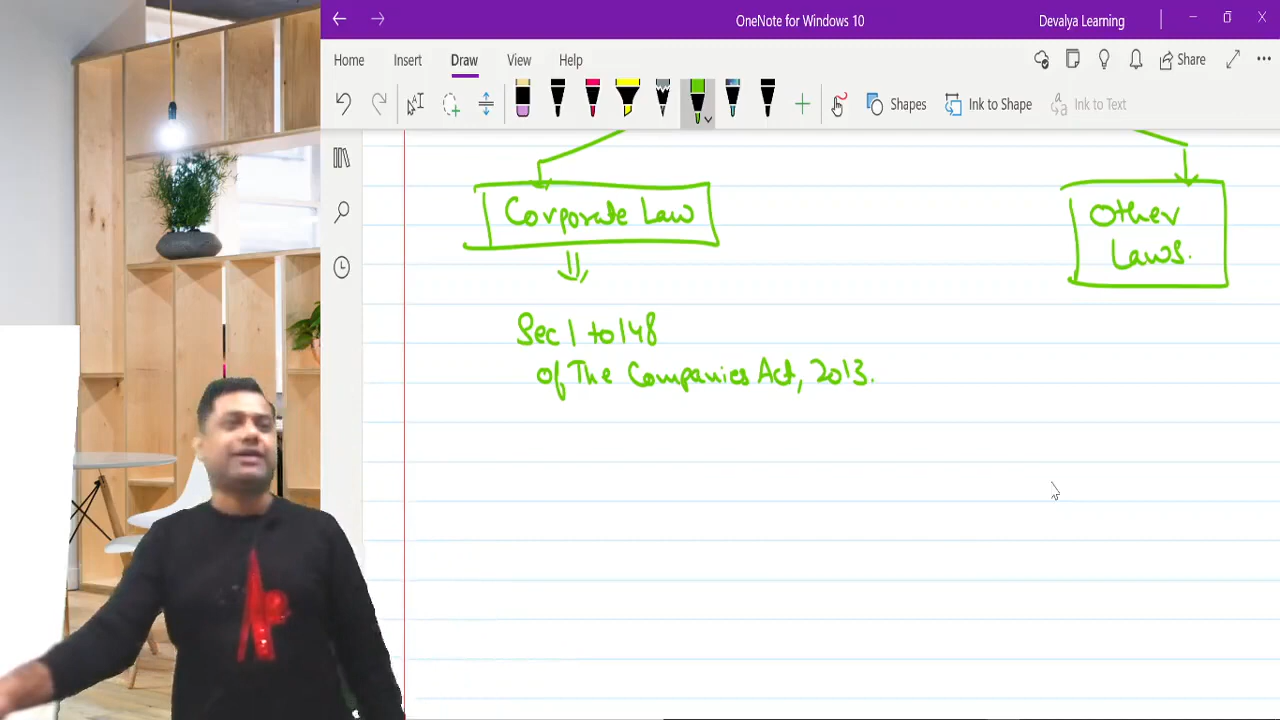 OneNote for Windows 10
Devalya Learning
Home Insert Draw View Help
Share
Shapes Ink to Shape Ink to Text
Corporate Law
Other
Laws.
Sec 1 to 148
of The Companies Act, 2013.